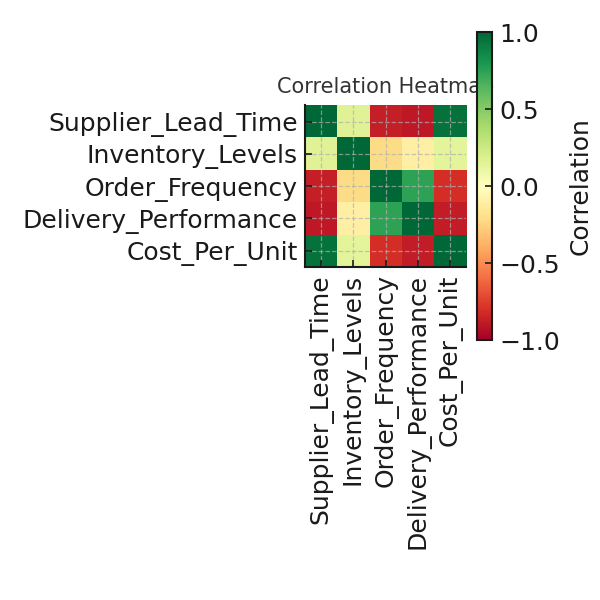 Correlation Heatma
Supplier_Lead_Time
Inventory_Levels
Order_Frequency
Delivery_Performance
Cost_Per_Unit
Supplier_Lead_Time
Inventory_Levels
Order_Frequency
Delivery_Performance
Cost_Per_Unit
1.0
0.5
0.0
−0.5
−1.0
Correlation